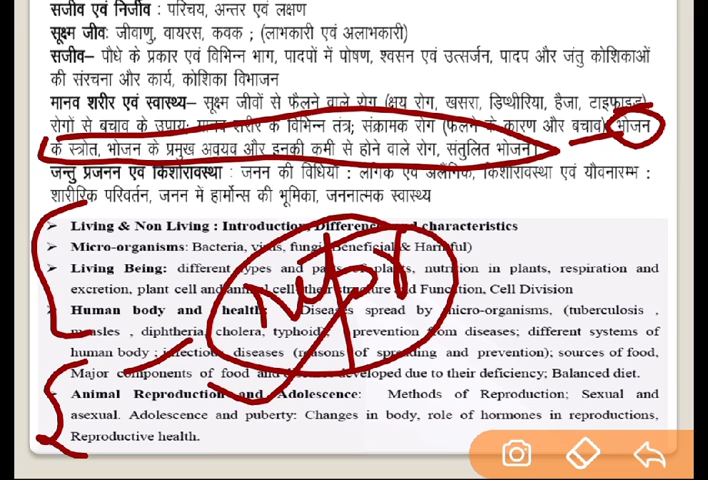 सजीव एवं निर्जीव : परिचय, अन्तर एवं लक्षण
सूक्ष्म जीव: जीवाणु, वायरस, कवक ; (लाभकारी एवं अलाभकारी)
सजीव– पौधे के प्रकार एवं विभिन्न भाग, पादपों में पोषण, श्वसन एवं उत्सर्जन, पादप और जंतु कोशिकाओं
की संरचना और कार्य, कोशिका विभाजन
मानव शरीर एवं स्वास्थ्य– सूक्ष्म जीवों से फैलने वाले रोग (क्षय रोग, खसरा, डिप्थीरिया, हैजा, टाइफाइड)
रोगों से बचाव के उपाय; मानव शरीर के विभिन्न तंत्र; संक्रामक रोग (फैलने के कारण और बचाव) भोजन
के स्त्रोत, भोजन के प्रमुख अवयव और इनकी कमी से होने वाले रोग, संतुलित भोजन।
जन्तु प्रजनन एवं किशोरावस्था : जनन की विधियाँ : लैंगिक एवं अलैंगिक, किशोरावस्था एवं यौवनारम्भ :
शारीरिक परिवर्तन, जनन में हार्मोन्स की भूमिका, जननात्मक स्वास्थ्य
➢ Living & Non Living : Introduction, Difference and characteristics
➢ Micro-organisms: Bacteria, virus, fungi (Beneficial & Harmful)
➢ Living Being: different types and parts of plants, nutrition in plants, respiration and
excretion, plant cell and animal cell, their structure and Function, Cell Division
Human body and health: Diseases spread by micro-organisms, (tuberculosis ,
measles , diphtheria, cholera, typhoid) prevention from diseases; different systems of
human body ; infectious diseases (reasons of spreading and prevention); sources of food,
Major components of food and diseases developed due to their deficiency; Balanced diet.
Animal Reproduction and Adolescence: Methods of Reproduction; Sexual and
asexual. Adolescence and puberty: Changes in body, role of hormones in reproductions,
Reproductive health.